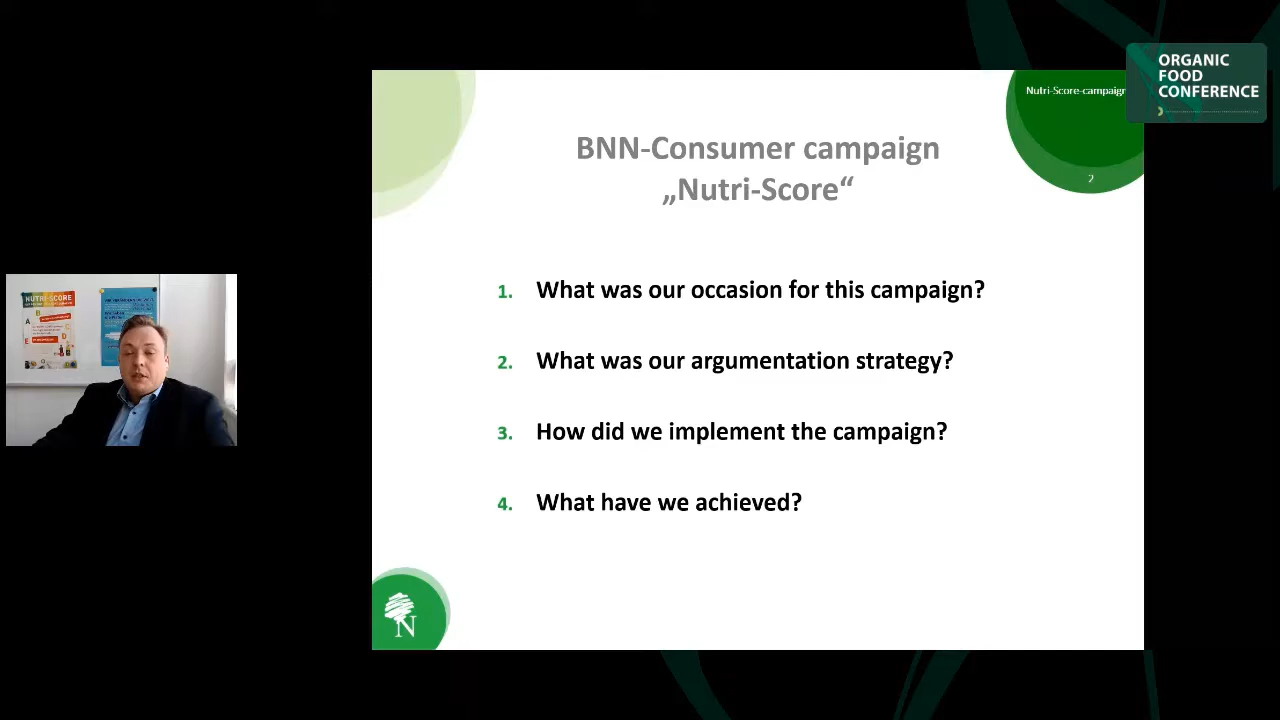 ORGANIC
FOOD
CONFERENCE
Nutri-Score-campaign
2
BNN-Consumer campaign
„Nutri-Score“
1. What was our occasion for this campaign?
2. What was our argumentation strategy?
3. How did we implement the campaign?
4. What have we achieved?
N
NUTRI-SCORE